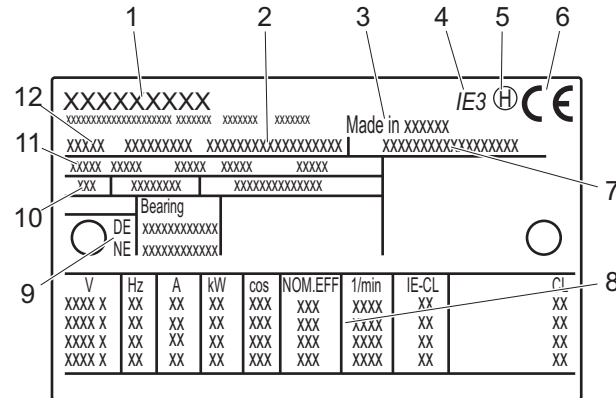 1 2 3 4 5 6
XXXXXXXXX IE3 H CE
xxxxxxxxxxxxxxxxxxxxx xxxxxxx xxxxxxx xxxxxxx
12 Made in xxxxxx
XXXXX XXXXXXXXX XXXXXXXXXXXXXXXXXX XXXXXXXXXXXXXXXXXX
11 XXXXX XXXXX XXXXX XXXXX XXXXX
10 XXX XXXXXXXX XXXXXXXXXXXXXX 7
Bearing
DE XXXXXXXXXXXX
9 NE XXXXXXXXXXXX
V Hz A kW cos NOM.EFF 1/min IE-CL CL 8
XXXX X XX XX XX XXX XXX XXXX XX XX
XXXX X XX XX XX XXX XXX XXXX XX XX
XXXX X XX XX XX XXX XXX XXXX XX XX
XXXX X XX XX XX XXX XXX XXXX XX XX